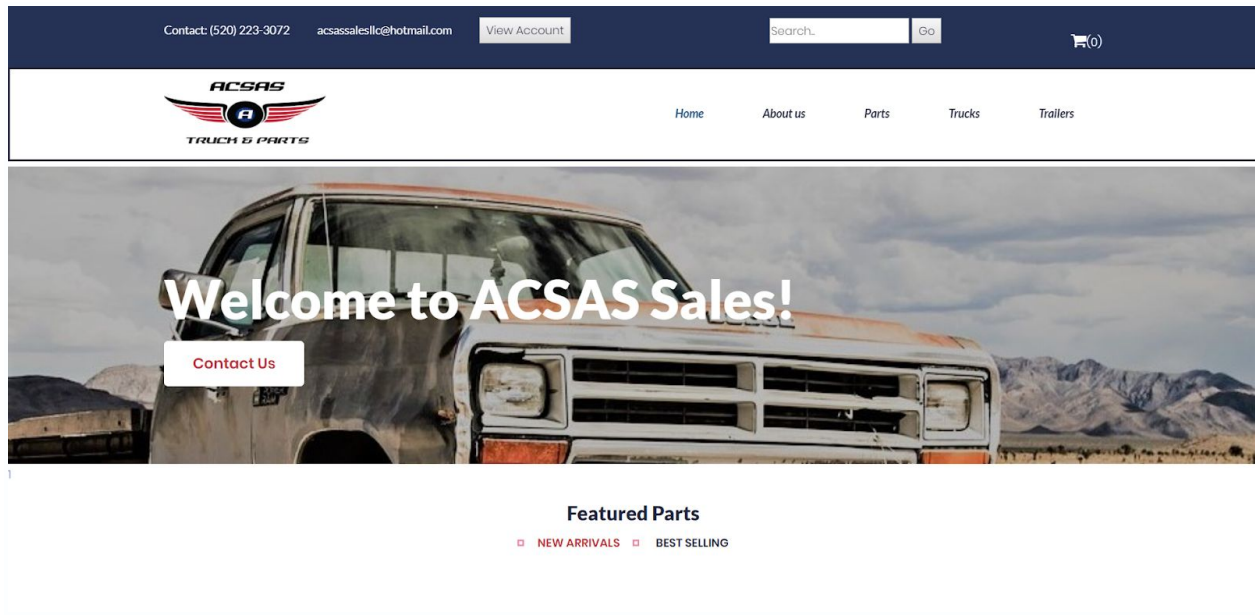 Contact: (520) 223-3072 acsassalesllc@hotmail.com View Account Search.. Go (0)
ACSAS
A
TRUCK & PARTS
Home About us Parts Trucks Trailers
Welcome to ACSAS Sales!
Contact Us
Featured Parts
NEW ARRIVALS BEST SELLING